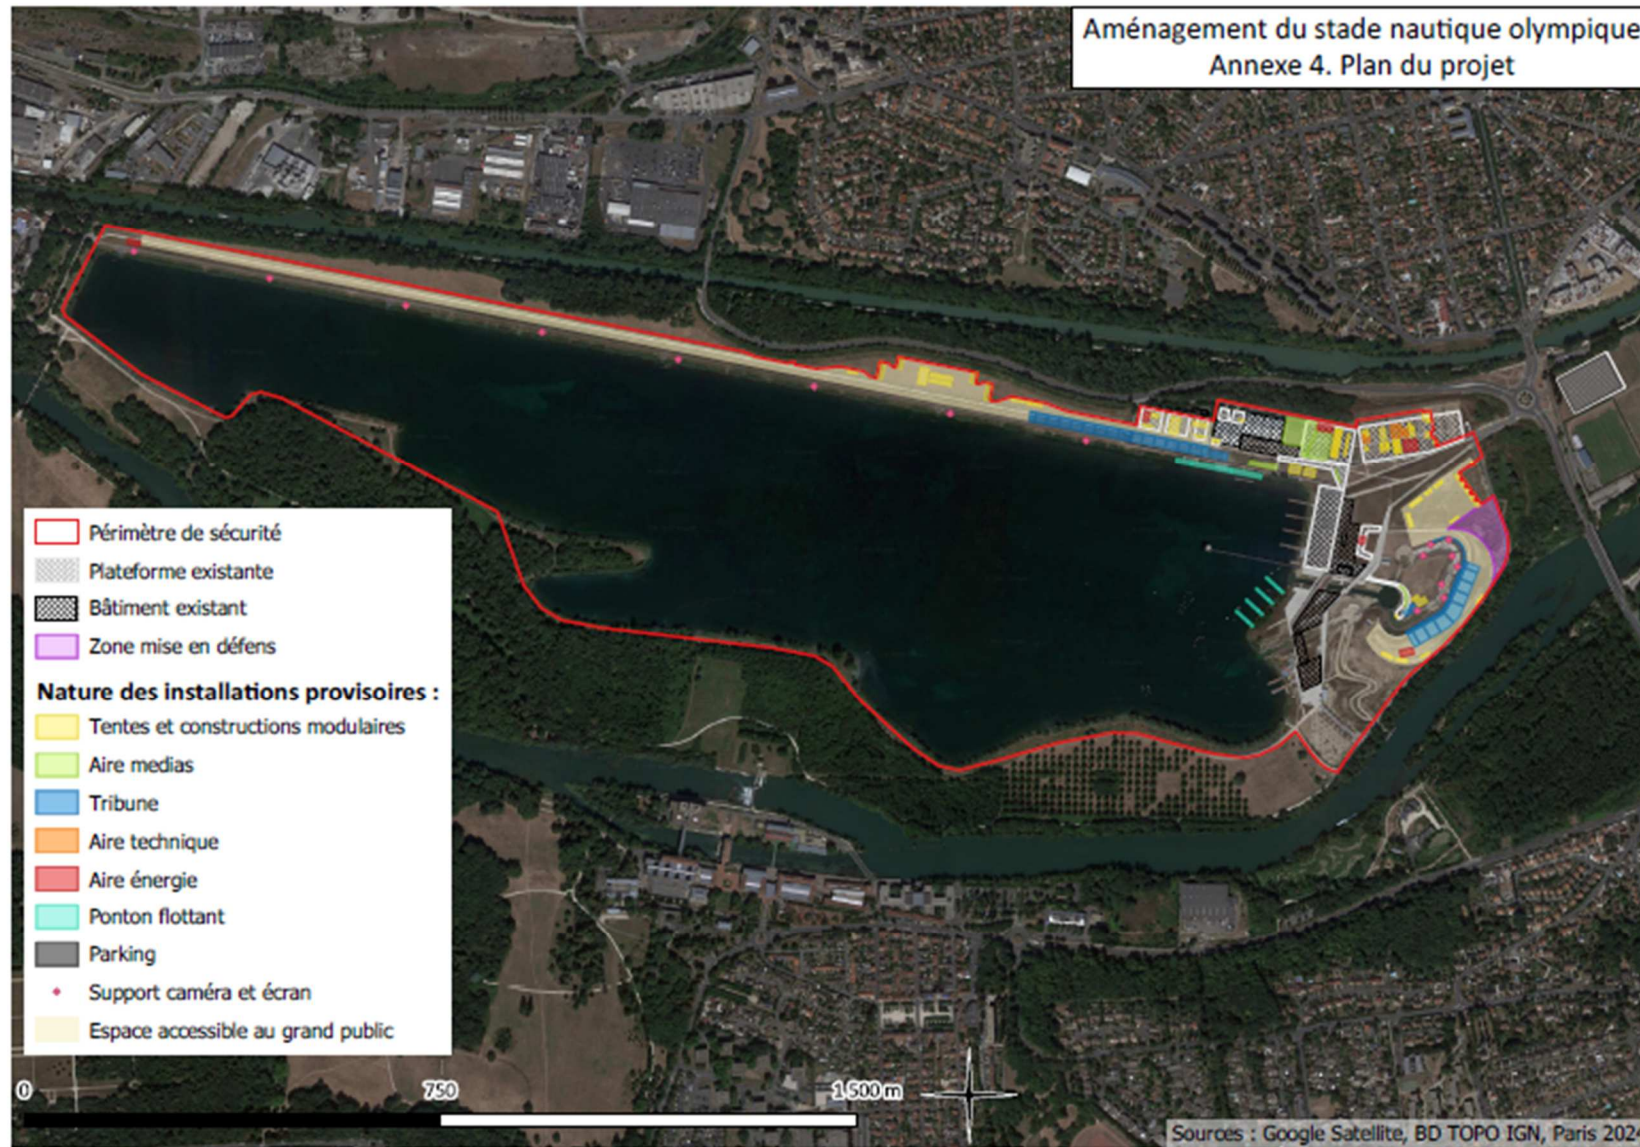 Aménagement du stade nautique olympique
Annexe 4. Plan du projet
Périmètre de sécurité
Plateforme existante
Bâtiment existant
Zone mise en défens
Nature des installations provisoires :
Tentes et constructions modulaires
Aire medias
Tribune
Aire technique
Aire énergie
Ponton flottant
Parking
Support caméra et écran
Espace accessible au grand public
0 750 1 500 m
Sources : Google Satellite, BD TOPO IGN, Paris 2024